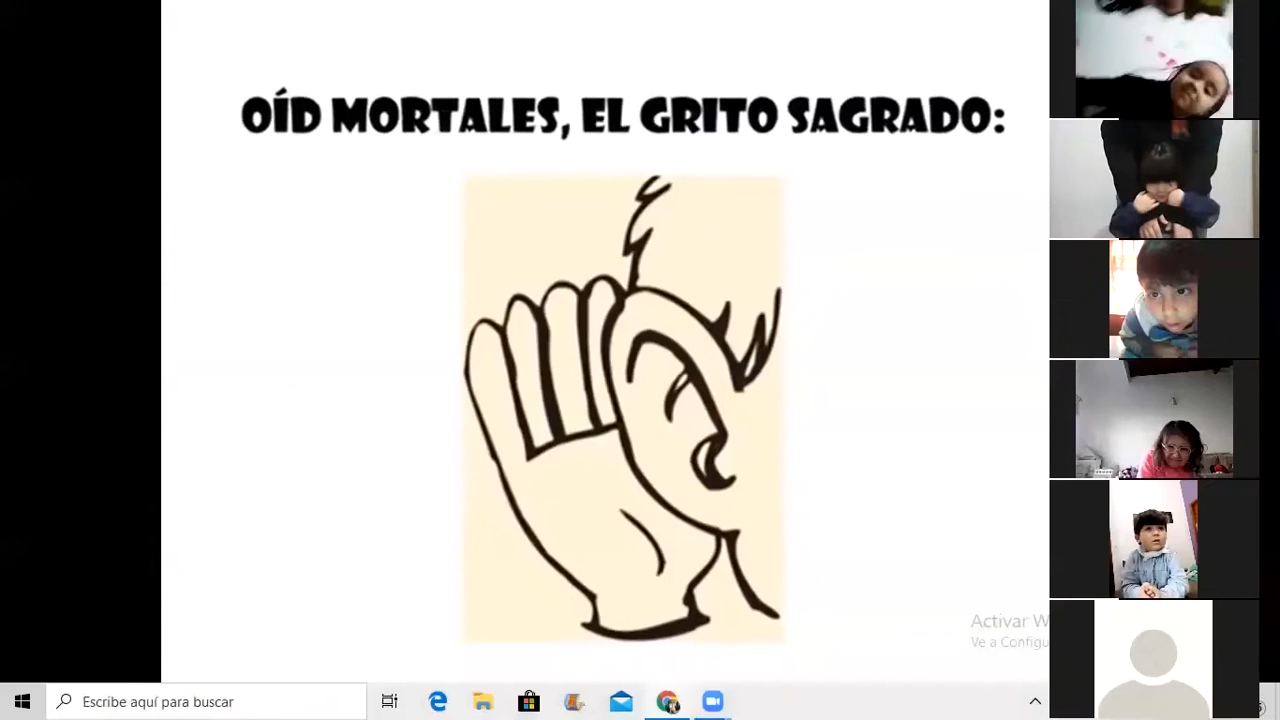 OÍD MORTALES, EL GRITO SAGRADO:
Activar W
Ve a Configu
Escribe aquí para buscar